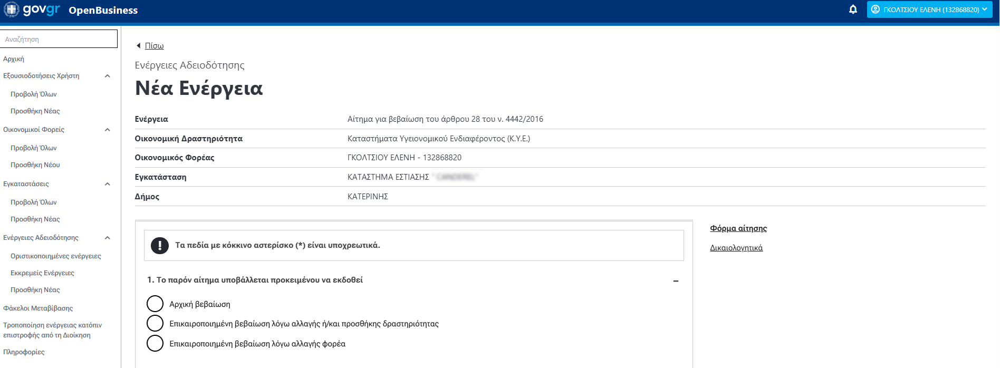 govgr OpenBusiness
ΓΚΟΛΤΣΙΟΥ ΕΛΕΝΗ (132868820)
Αναζήτηση
Αρχική
Εξουσιοδοτήσεις Χρήστη
Προβολή Όλων
Προσθήκη Νέας
Οικονομικοί Φορείς
Προβολή Όλων
Προσθήκη Νέου
Εγκαταστάσεις
Προβολή Όλων
Προσθήκη Νέας
Ενέργειες Αδειοδότησης
Οριστικοποιημένες ενέργειες
Εκκρεμείς Ενέργειες
Προσθήκη Νέας
Φάκελοι Μεταβίβασης
Τροποποίηση ενέργειας κατόπιν
επιστροφής από τη Διοίκηση
Πληροφορίες
Πίσω
Ενέργειες Αδειοδότησης
Νέα Ενέργεια
Ενέργεια Αίτημα για βεβαίωση του άρθρου 28 του ν. 4442/2016
Οικονομική Δραστηριότητα Καταστήματα Υγειονομικού Ενδιαφέροντος (Κ.Υ.Ε.)
Οικονομικός Φορέας ΓΚΟΛΤΣΙΟΥ ΕΛΕΝΗ - 132868820
Εγκατάσταση ΚΑΤΑΣΤΗΜΑ ΕΣΤΙΑΣΗΣ
Δήμος ΚΑΤΕΡΙΝΗΣ
! Τα πεδία με κόκκινο αστερίσκο (*) είναι υποχρεωτικά.
1. Το παρόν αίτημα υποβάλλεται προκειμένου να εκδοθεί
Αρχική βεβαίωση
Επικαιροποιημένη βεβαίωση λόγω αλλαγής ή/και προσθήκης δραστηριότητας
Επικαιροποιημένη βεβαίωση λόγω αλλαγής φορέα
Φόρμα αίτησης
Δικαιολογητικά